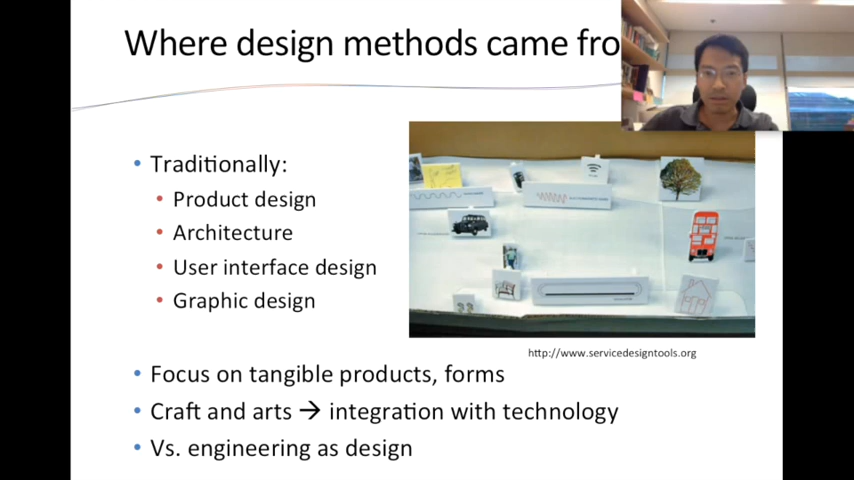 Where design methods came fro
• Traditionally:
• Product design
• Architecture
• User interface design
• Graphic design
http://www.servicedesigntools.org
• Focus on tangible products, forms
• Craft and arts → integration with technology
• Vs. engineering as design